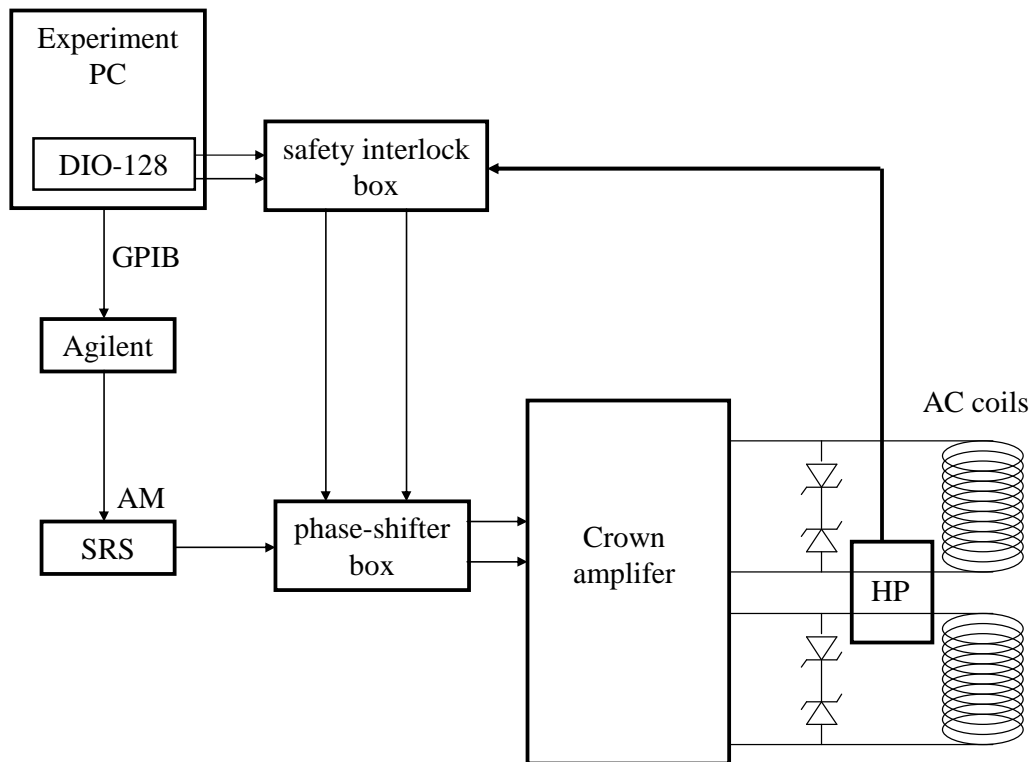 Experiment
PC
DIO-128
safety interlock
box
GPIB
Agilent
AC coils
AM
SRS
phase-shifter
box
Crown
amplifer
HP